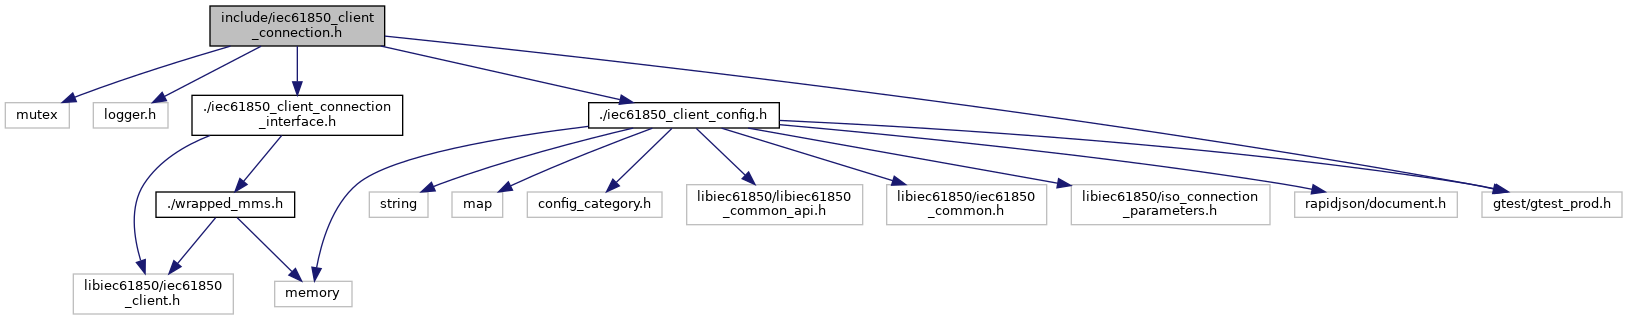 include/iec61850_client
_connection.h
mutex
logger.h
./iec61850_client_connection
_interface.h
./iec61850_client_config.h
./wrapped_mms.h
string
map
config_category.h
libiec61850/libiec61850
_common_api.h
libiec61850/iec61850
_common.h
libiec61850/iso_connection
_parameters.h
rapidjson/document.h
gtest/gtest_prod.h
libiec61850/iec61850
_client.h
memory